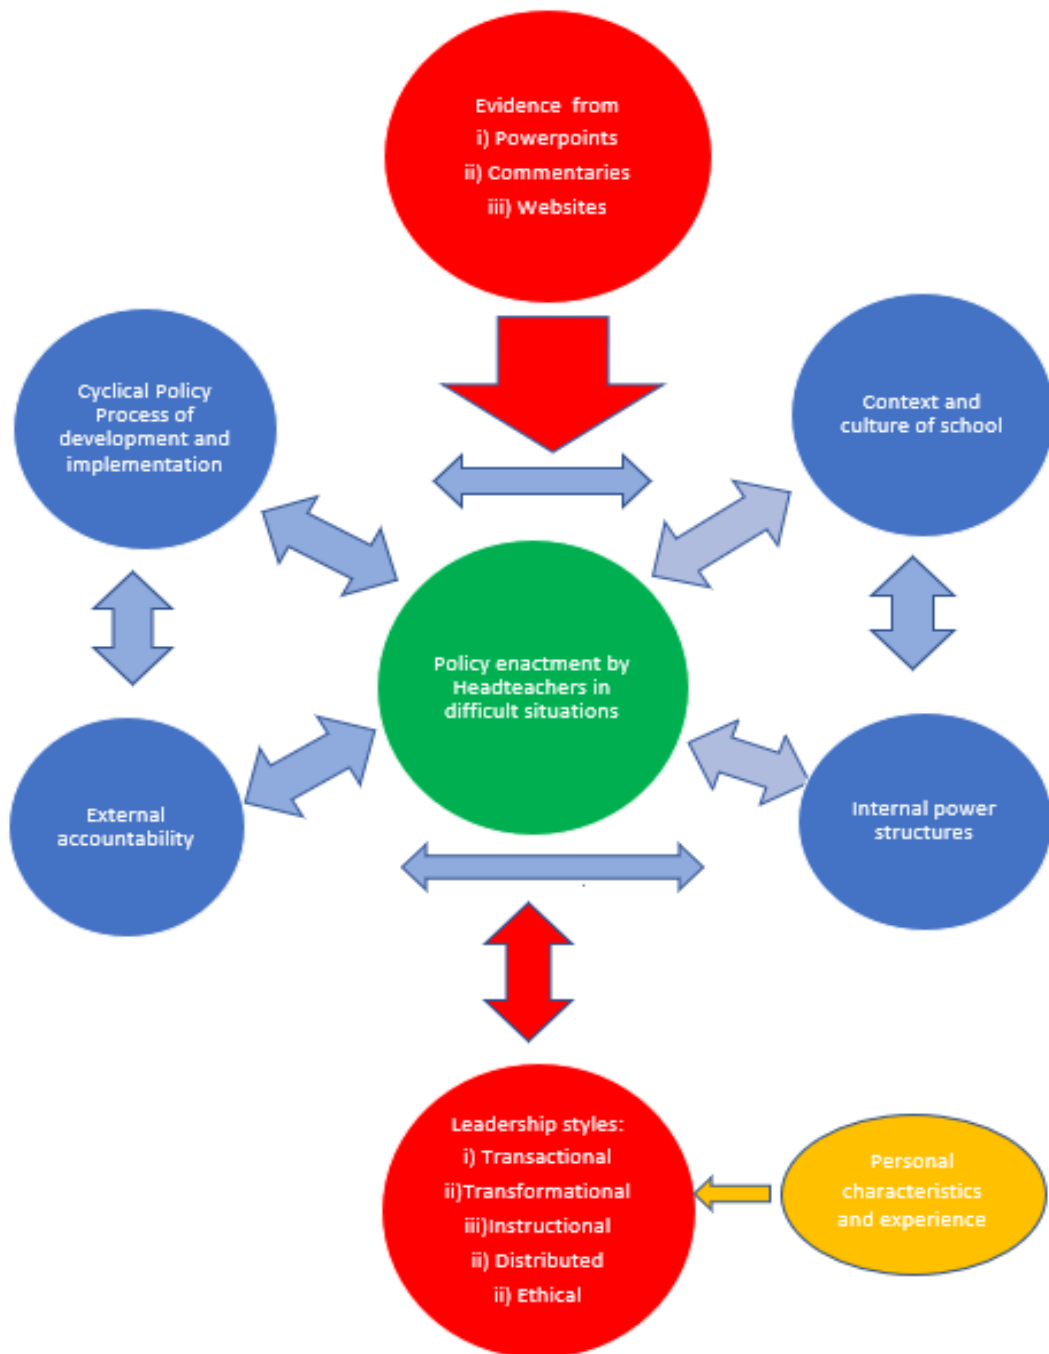 Evidence from
i) Powerpoints
ii) Commentaries
iii) Websites
Cyclical Policy
Process of
development and
implementation
Context and
culture of school
Policy enactment by
Headteachers in
difficult situations
External
accountability
Internal power
structures
Leadership styles:
i) Transactional
ii)Transformational
iii)Instructional
ii) Distributed
ii) Ethical
Personal
characteristics
and experience